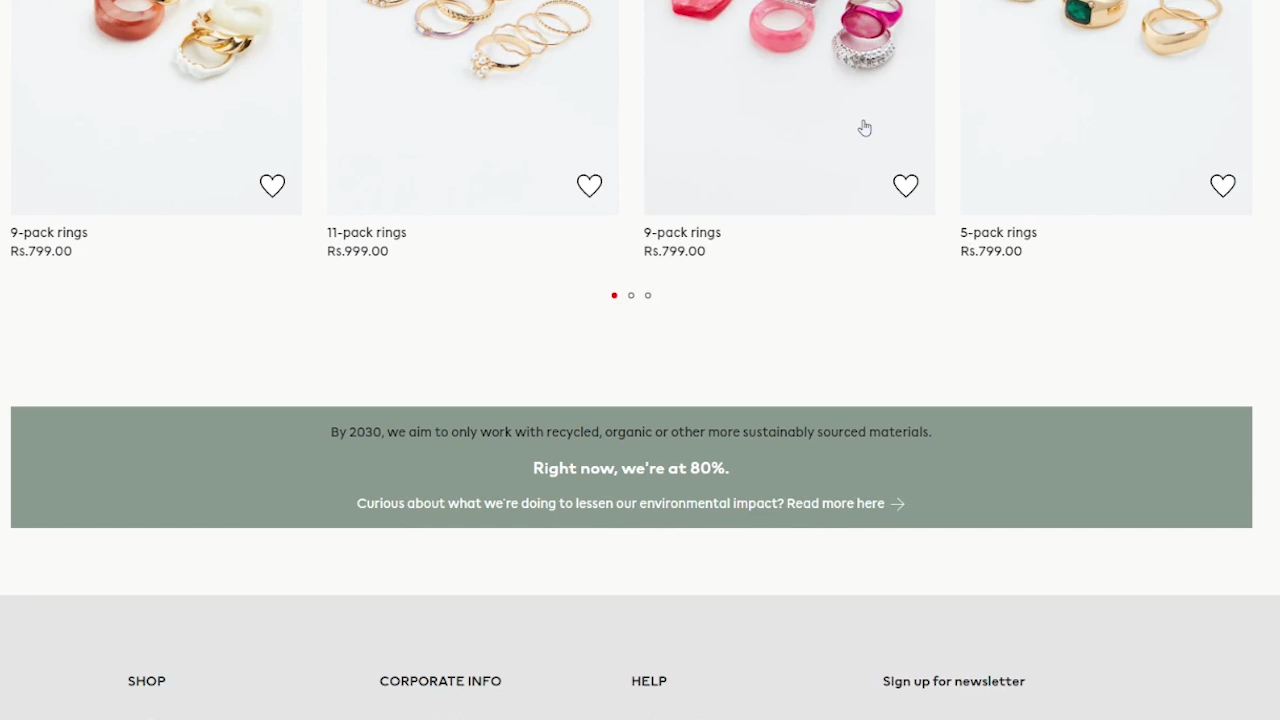 9-pack rings
Rs.799.00
11-pack rings
Rs.999.00
9-pack rings
Rs.799.00
5-pack rings
Rs.799.00
By 2030, we aim to only work with recycled, organic or other more sustainably sourced materials.
Right now, we're at 80%.
Curious about what we're doing to lessen our environmental impact? Read more here →
SHOP
CORPORATE INFO
HELP
Sign up for newsletter